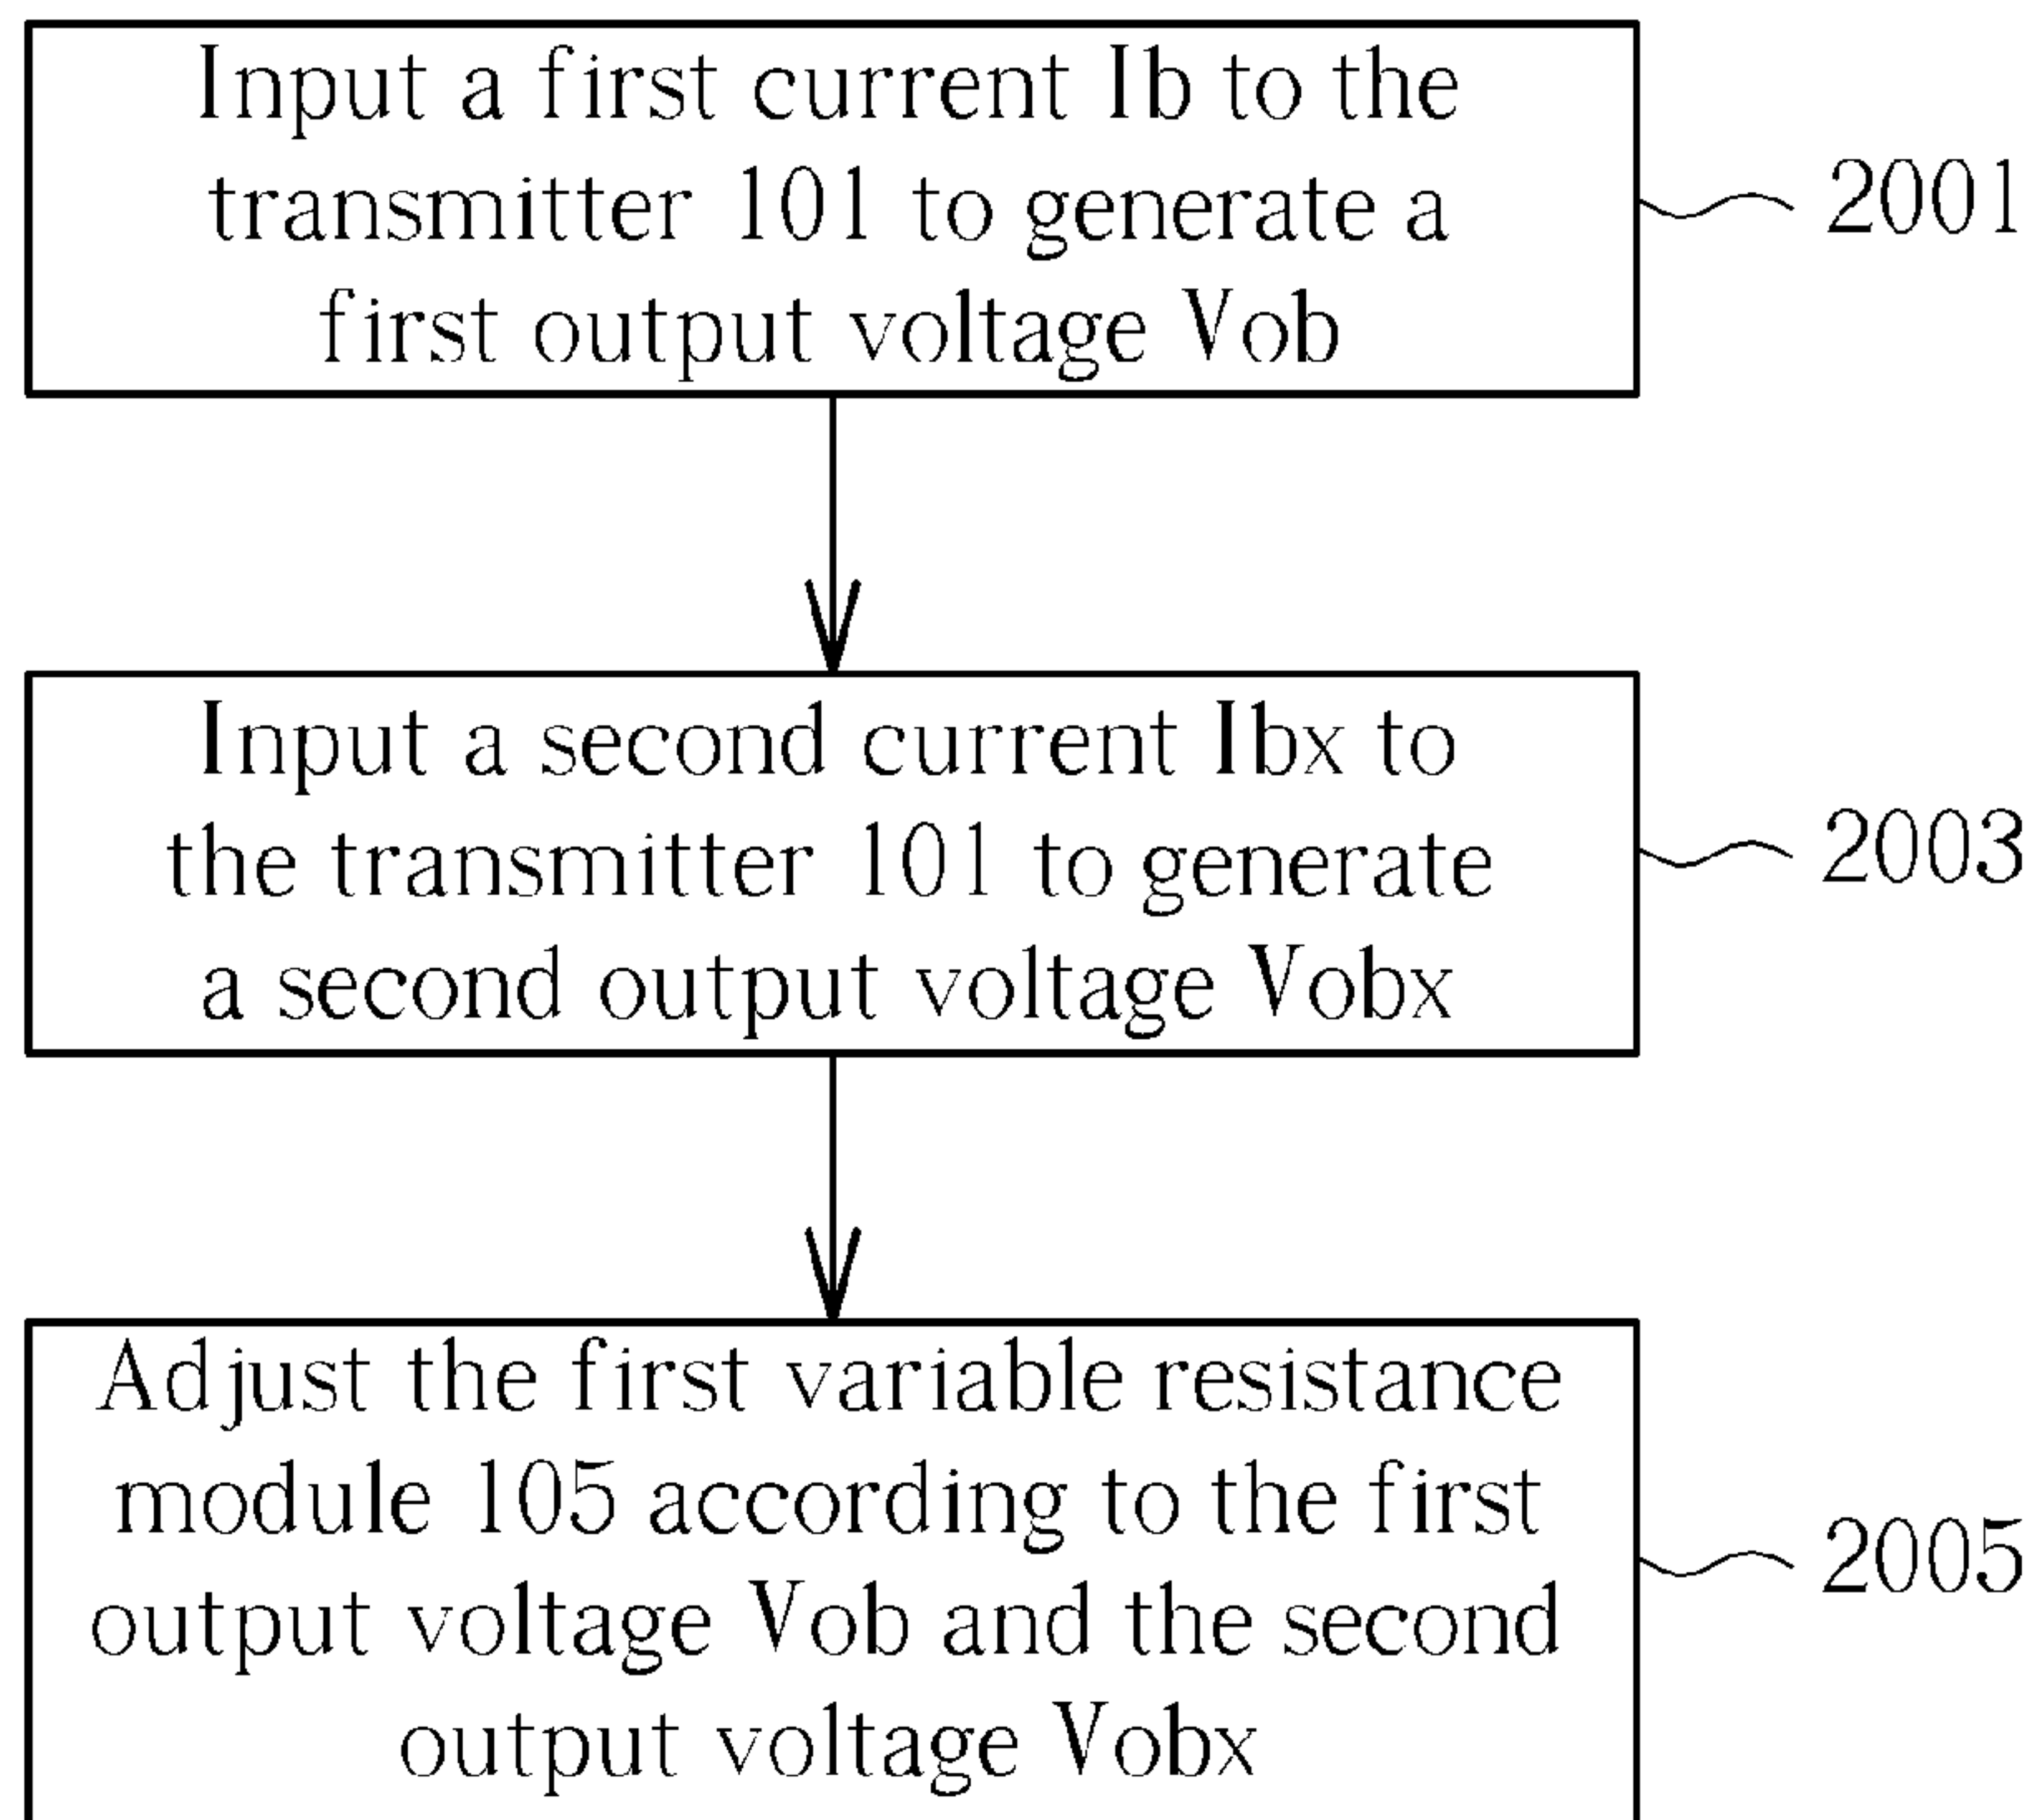 Input a first current Ib to the
transmitter 101 to generate a
first output voltage Vob
2001
Input a second current Ibx to
the transmitter 101 to generate
a second output voltage Vobx
2003
Adjust the first variable resistance
module 105 according to the first
output voltage Vob and the second
output voltage Vobx
2005